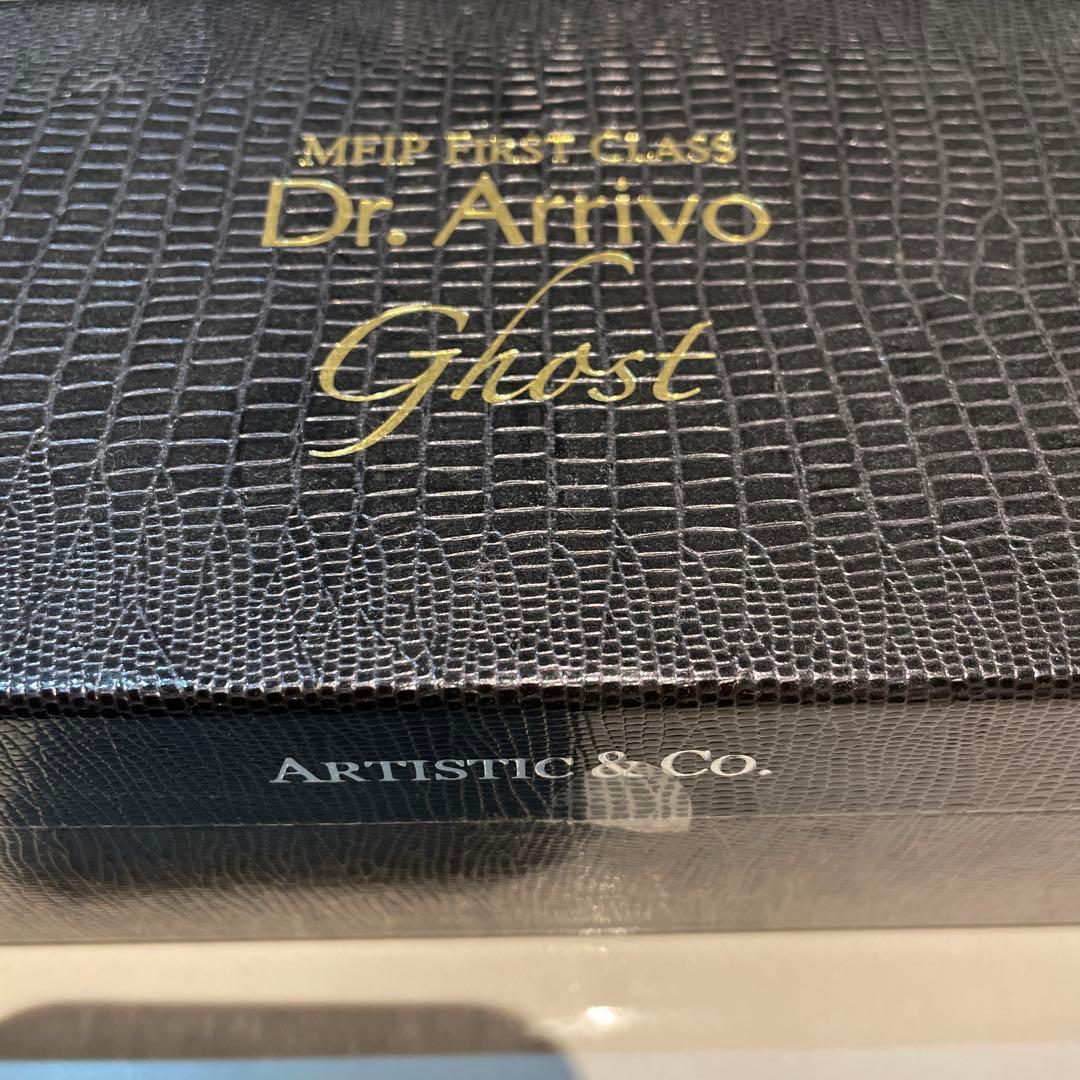 MFIP FIRST CLASS
Dr. Arrivo
Ghost
ARTISTIC & CO.